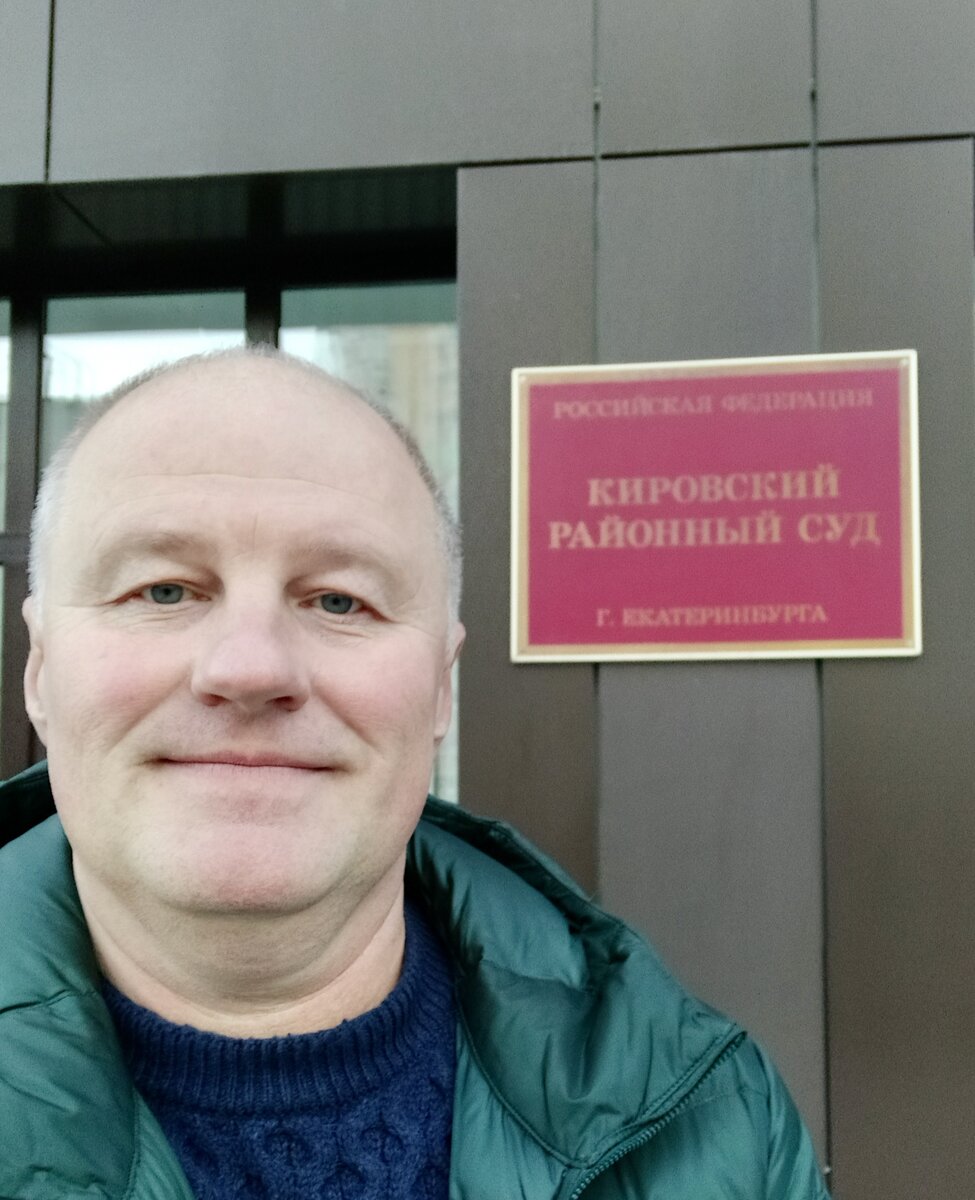 РОССИЙСКАЯ ФЕДЕРАЦИЯ
КИРОВСКИЙ
РАЙОННЫЙ СУД
Г. ЕКАТЕРИНБУРГА